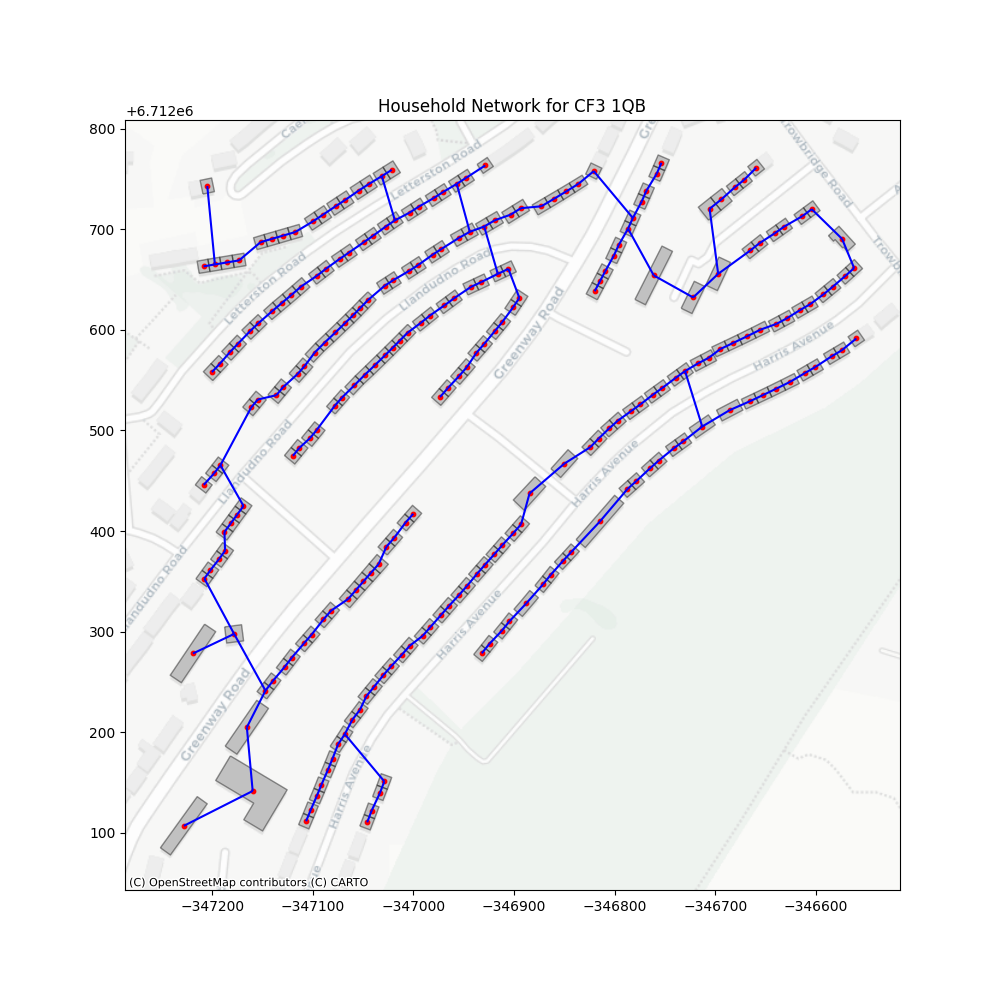 Household Network for CF3 1QB
+6.712e6
800
700
600
500
400
300
200
100
Letterston Road
Trowbridge Road
Letterston Road
Llandudno Road
Greenway Road
Harris Avenue
Llandudno Road
Harris Avenue
Llandudno Road
Harris Avenue
Greenway Road
Harris Avenue
(C) OpenStreetMap contributors (C) CARTO
−347200
−347100
−347000
−346900
−346800
−346700
−346600